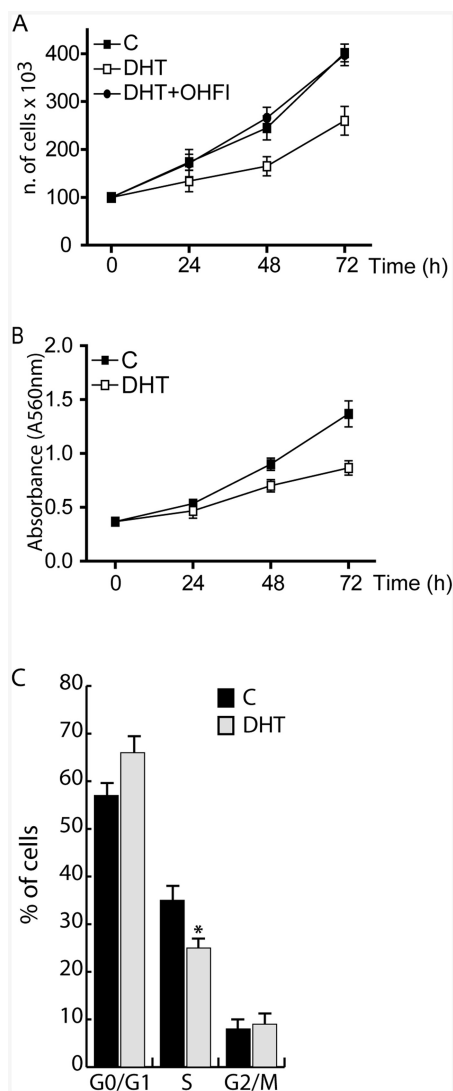 A
C
DHT
DHT+OHFl
n. of cells x 10³
400
300
200
100
0
0 24 48 72 Time (h)
B
C
DHT
Absorbance (A560nm)
2.0
1.5
1.0
0.5
0.0
0 24 48 72 Time (h)
C
C
DHT
% of cells
80
70
60
50
40
30
20
10
0
*
G0/G1 S G2/M